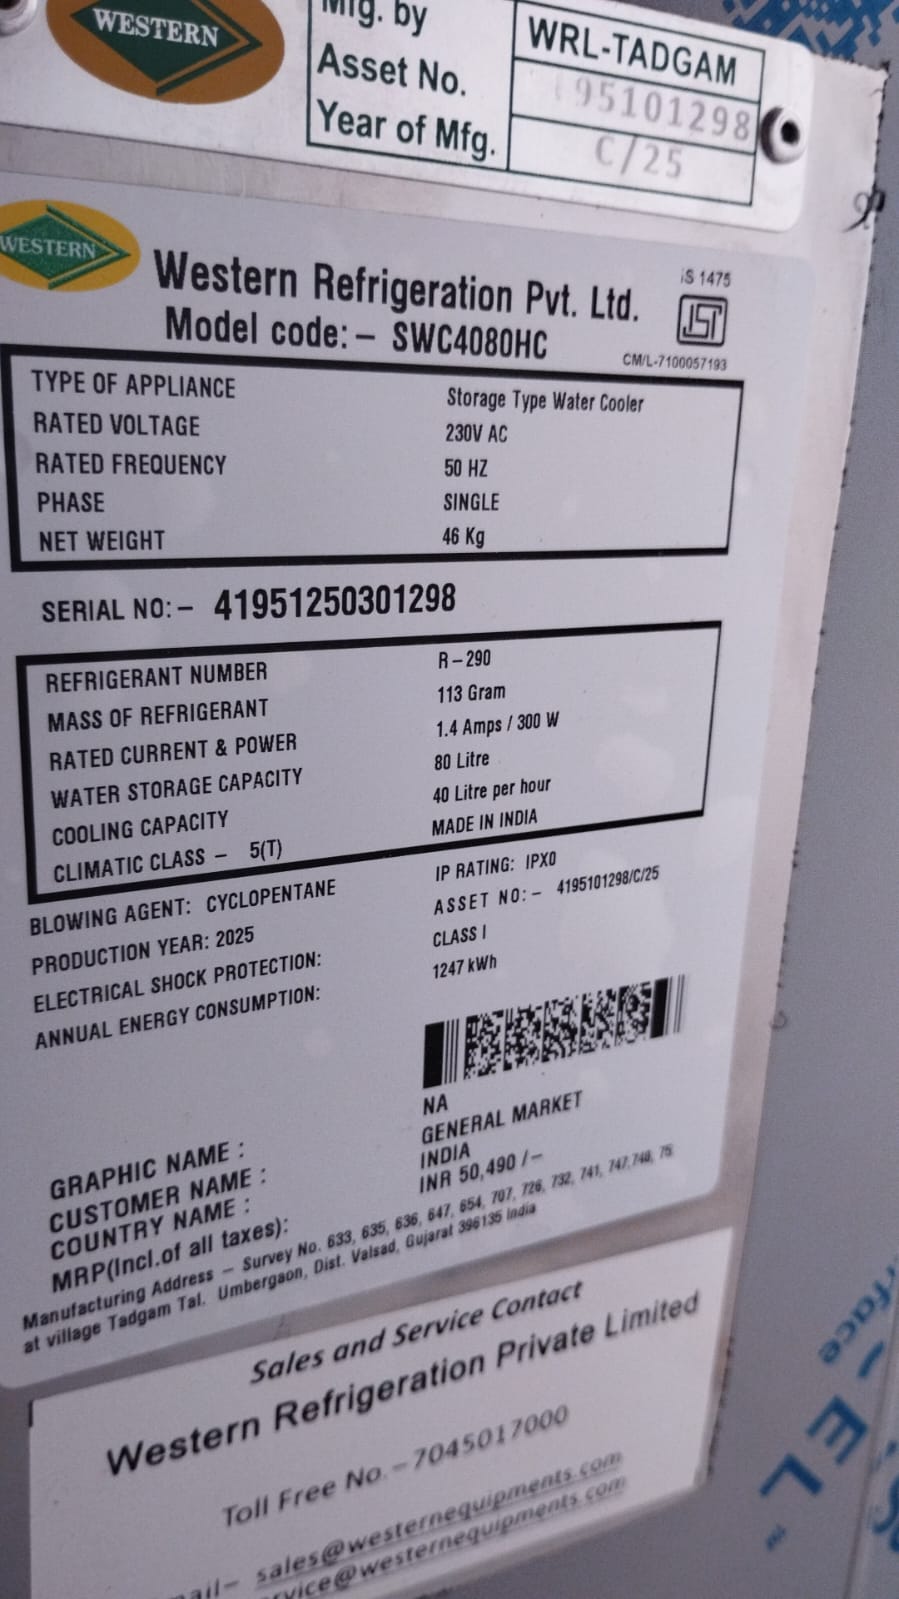 WESTERN
Mfg. by WRL-TADGAM
Asset No. 95101298
Year of Mfg. C/25
WESTERN
Western Refrigeration Pvt. Ltd.
Model code:- SWC4080HC
IS 1475
ISI
CM/L-7100057193
TYPE OF APPLIANCE Storage Type Water Cooler
RATED VOLTAGE 230V AC
RATED FREQUENCY 50 HZ
PHASE SINGLE
NET WEIGHT 46 Kg
SERIAL NO:- 41951250301298
REFRIGERANT NUMBER R-290
MASS OF REFRIGERANT 113 Gram
RATED CURRENT & POWER 1.4 Amps / 300 W
WATER STORAGE CAPACITY 80 Litre
COOLING CAPACITY 40 Litre per hour
CLIMATIC CLASS - 5(T) MADE IN INDIA
BLOWING AGENT: CYCLOPENTANE IP RATING: IPX0
PRODUCTION YEAR: 2025 ASSET NO:- 4195101298/C/25
ELECTRICAL SHOCK PROTECTION: CLASS I
ANNUAL ENERGY CONSUMPTION: 1247 kWh
GRAPHIC NAME : NA
CUSTOMER NAME : GENERAL MARKET
COUNTRY NAME : INDIA
MRP(Incl.of all taxes): INR 50,490 /-
Manufacturing Address - Survey No. 633, 635, 636, 647, 654, 707, 726, 732, 741, 747,748, 75
at village Tadgam Tal. Umbergaon, Dist. Valsad, Gujarat 396135 India
Sales and Service Contact
Western Refrigeration Private Limited
Toll Free No.-7045017000
sales@westernequipments.com
rvice@westernequipments.com